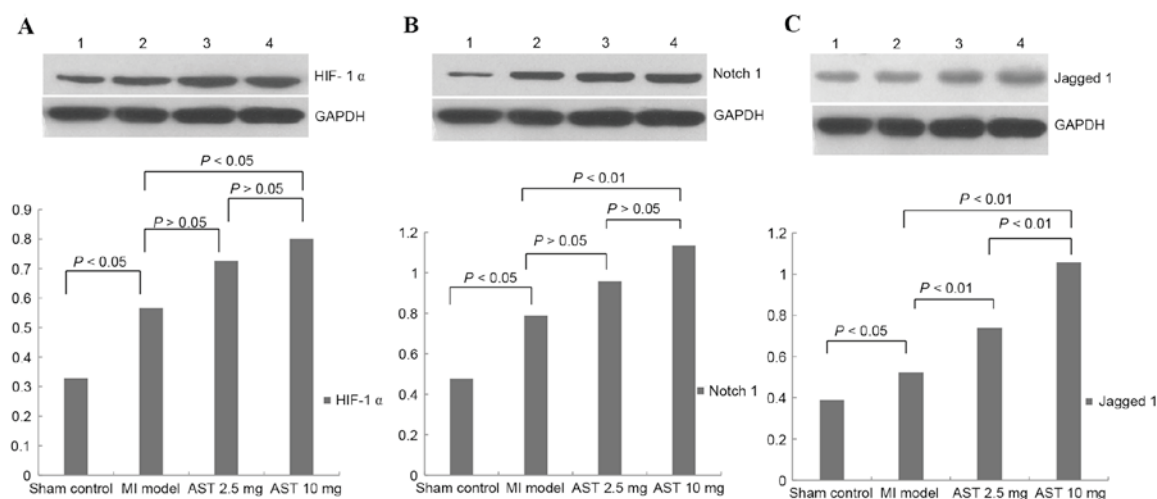 A
1 2 3 4
HIF- 1 α
GAPDH
P < 0.05
P > 0.05
P > 0.05
P < 0.05
0.9
0.8
0.7
0.6
0.5
0.4
0.3
0.2
0.1
0
HIF-1 α
Sham control MI model AST 2.5 mg AST 10 mg
B
1 2 3 4
Notch 1
GAPDH
P < 0.01
P > 0.05
P > 0.05
P < 0.05
1.2
1
0.8
0.6
0.4
0.2
0
Notch 1
Sham control MI model AST 2.5 mg AST 10 mg
C
1 2 3 4
Jagged 1
GAPDH
P < 0.01
P < 0.01
P < 0.01
P < 0.05
1.2
1
0.8
0.6
0.4
0.2
0
Jagged 1
Sham control MI model AST 2.5 mg AST 10 mg